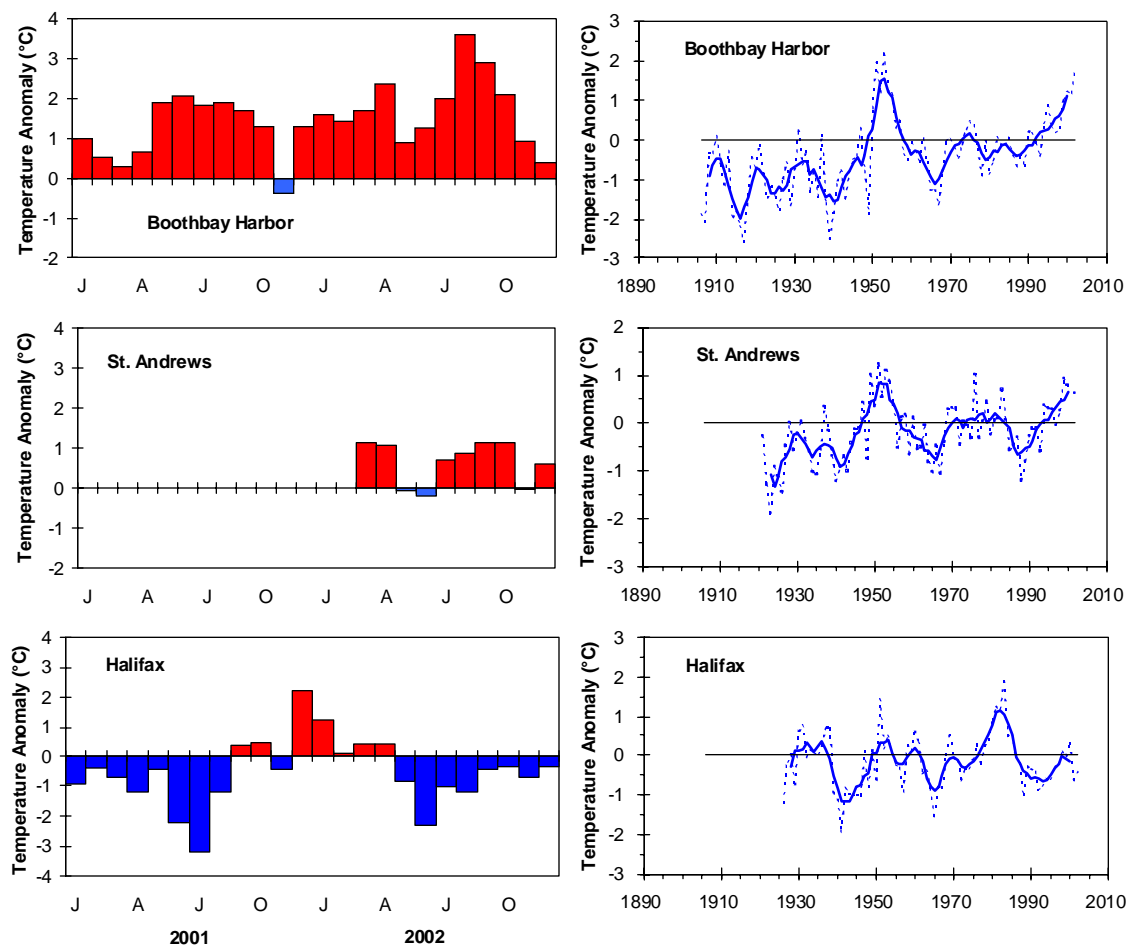 Temperature Anomaly (°C)
4
3
2
1
0
-1
-2
Boothbay Harbor
J A J O J A J O
Temperature Anomaly (°C)
3
2
1
0
-1
-2
-3
Boothbay Harbor
1890 1910 1930 1950 1970 1990 2010
Temperature Anomaly (°C)
4
3
2
1
0
-1
-2
St. Andrews
J A J O J A J O
Temperature Anomaly (°C)
2
1
0
-1
-2
-3
St. Andrews
1890 1910 1930 1950 1970 1990 2010
Temperature Anomaly (°C)
4
3
2
1
0
-1
-2
-3
-4
Halifax
J A J O J A J O
2001 2002
Temperature Anomaly (°C)
3
2
1
0
-1
-2
-3
Halifax
1890 1910 1930 1950 1970 1990 2010